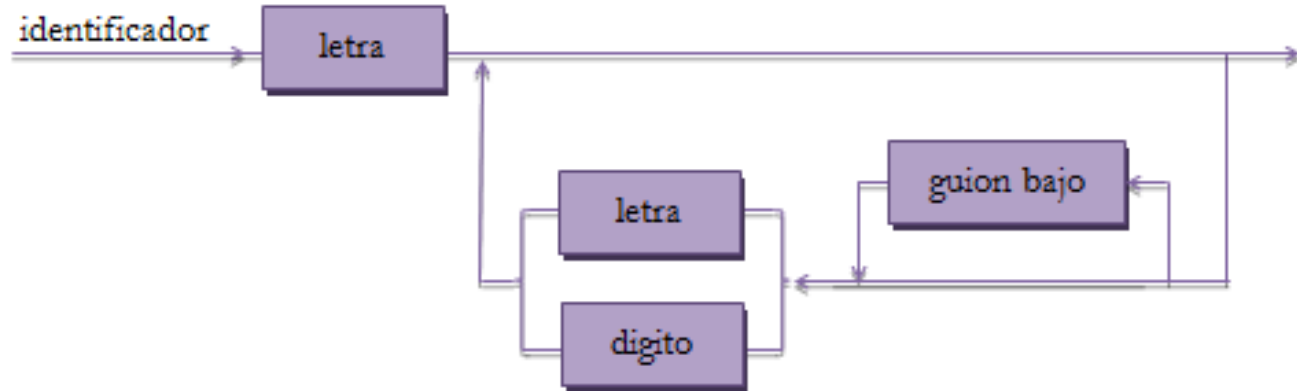 identificador
letra
guion bajo
letra
digito